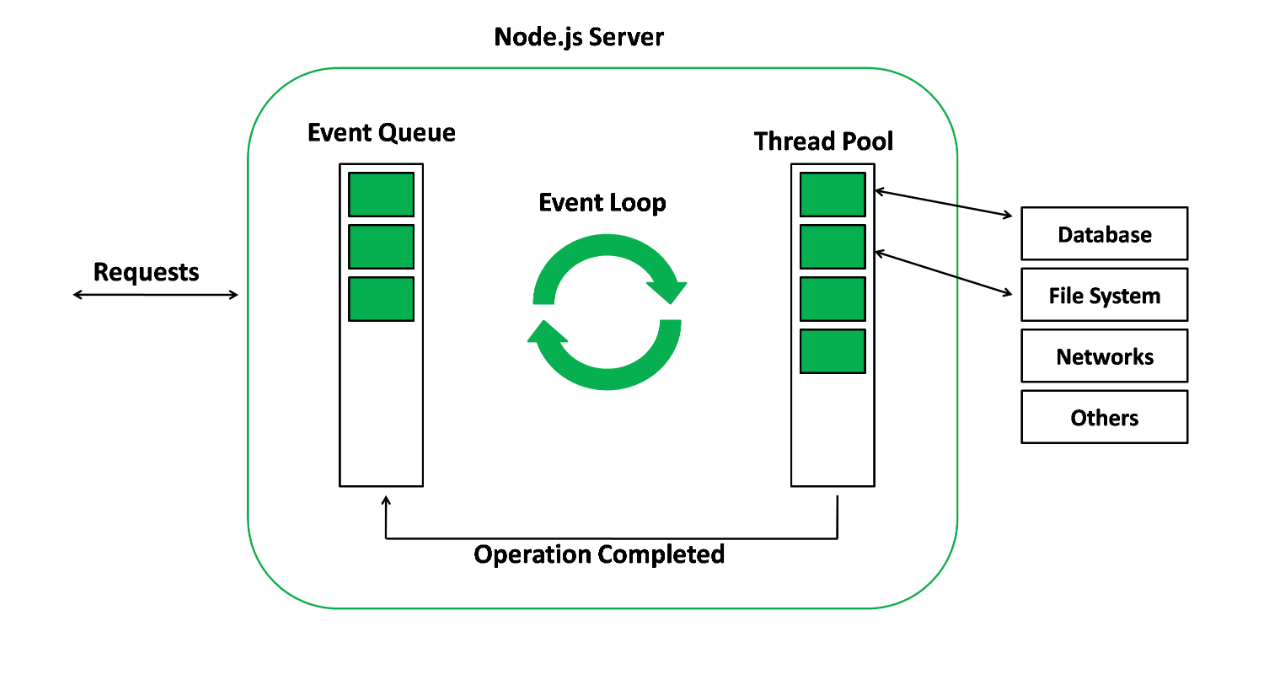 Node.js Server
Event Queue
Thread Pool
Event Loop
Requests
Database
File System
Networks
Others
Operation Completed